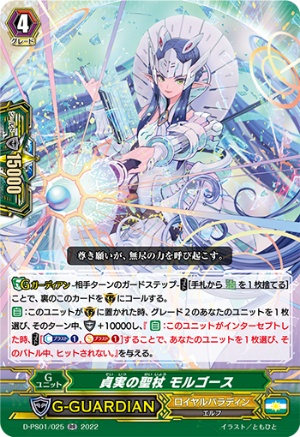 4
グレード
15000
尊き願いが、無尽の力を呼び起こす。
Gガーディアン-相手ターンのガードステップ-【[手札から治を1枚捨てる]
ことで、裏のこのカードをGにコールする。
:このユニットがGに置かれた時、グレード2のあなたのユニットを1枚
選び、そのターン中、+10000し、『:このユニットがインターセプトし
た時、【コスト】[(1)、(1)]することで、あなたのユニットを1枚選び、そ
のバトル中、ヒットされない。』を与える。
G
ユニット
貞実の聖杖 モルゴース
G-GUARDIAN
ロイヤルパラディン
エルフ
D-PS01/025 RR 2022
イラスト/ともひと